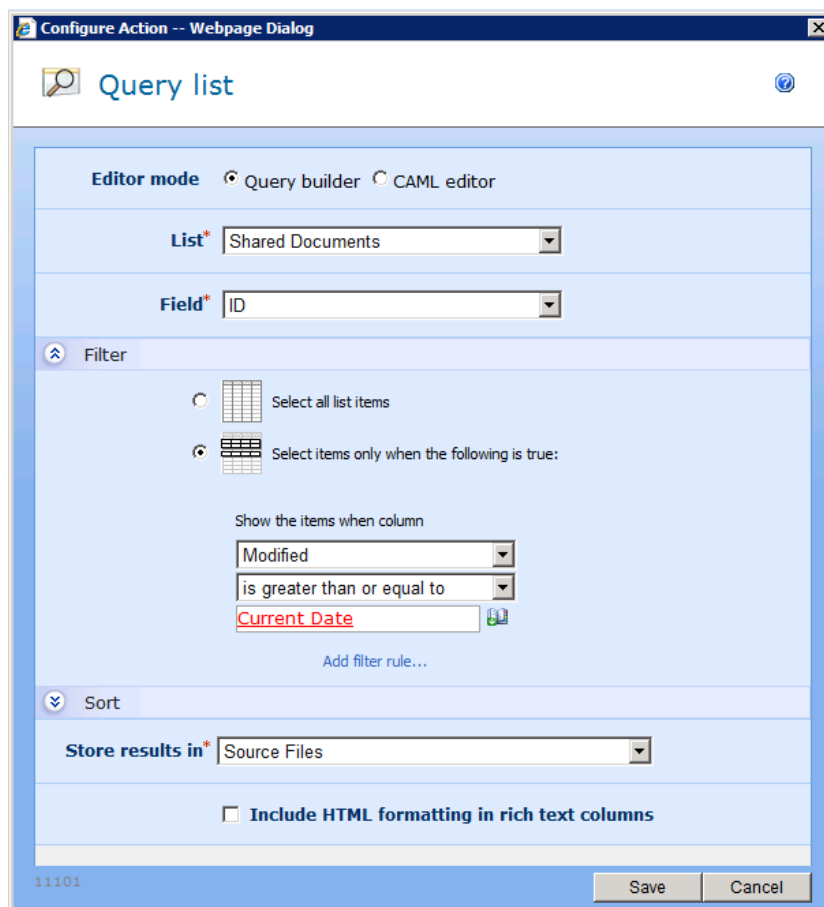 Configure Action -- Webpage Dialog
Query list
Editor mode Query builder CAML editor
List* Shared Documents
Field* ID
Filter
Select all list items
Select items only when the following is true:
Show the items when column
Modified
is greater than or equal to
Current Date
Add filter rule...
Sort
Store results in* Source Files
Include HTML formatting in rich text columns
11101
Save Cancel